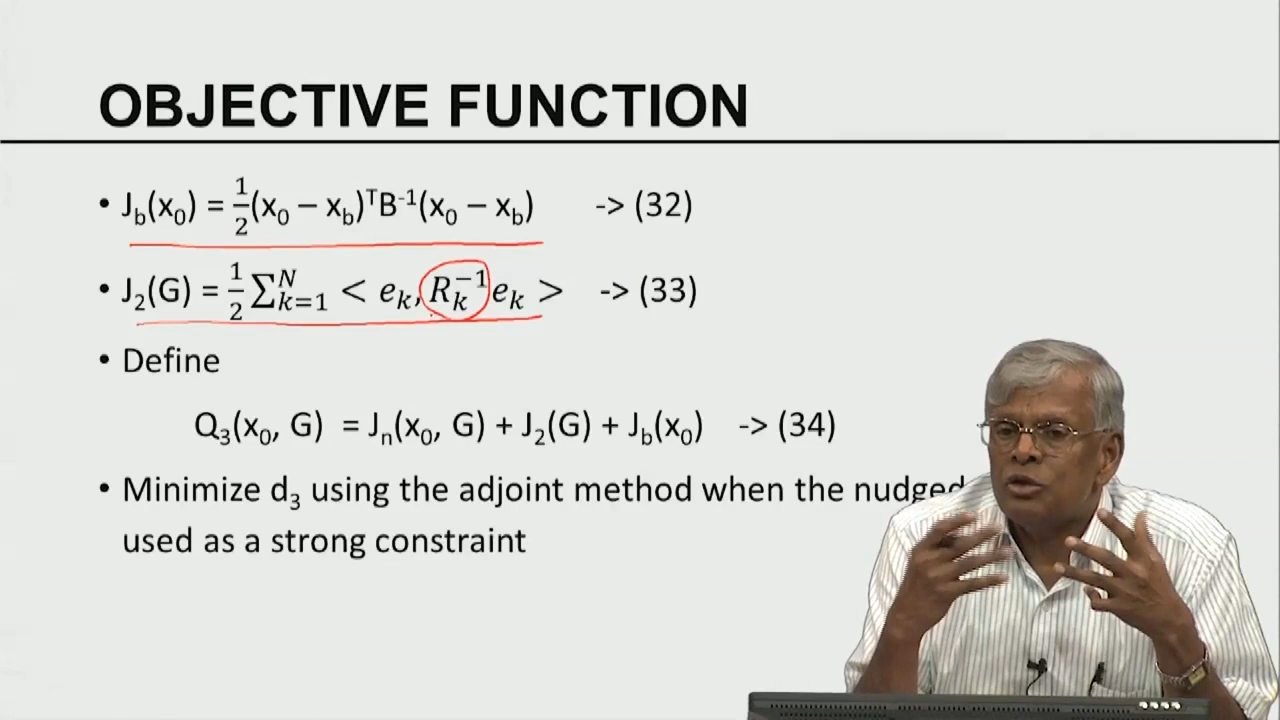 OBJECTIVE FUNCTION
• J_b(x_0) = 1/2 (x_0 − x_b)^T B^-1 (x_0 − x_b) -> (32)
• J_2(G) = 1/2 ∑_{k=1}^{N} < e_k, R_k^{−1} e_k > -> (33)
• Define
Q_3(x_0, G) = J_n(x_0, G) + J_2(G) + J_b(x_0) -> (34)
• Minimize d_3 using the adjoint method when the nudged
used as a strong constraint